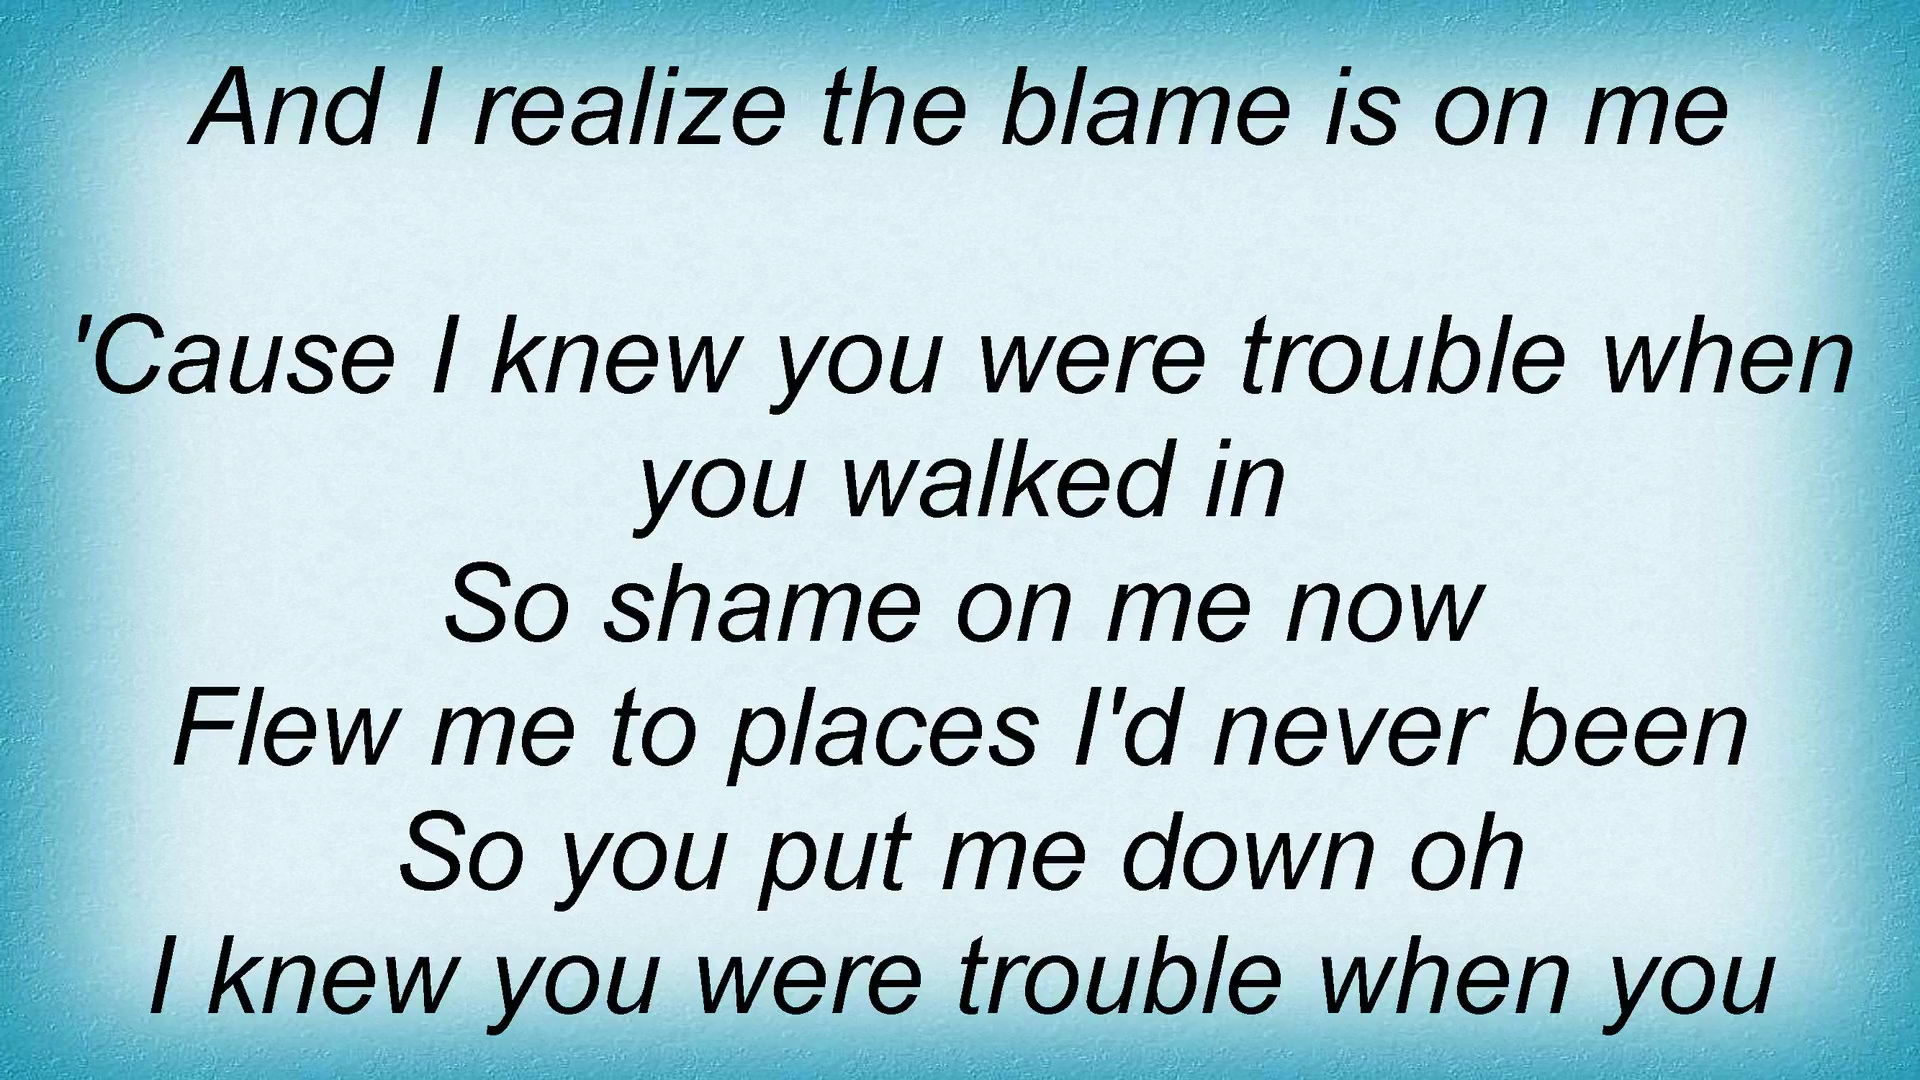 And I realize the blame is on me
'Cause I knew you were trouble when
you walked in
So shame on me now
Flew me to places I'd never been
So you put me down oh
I knew you were trouble when you